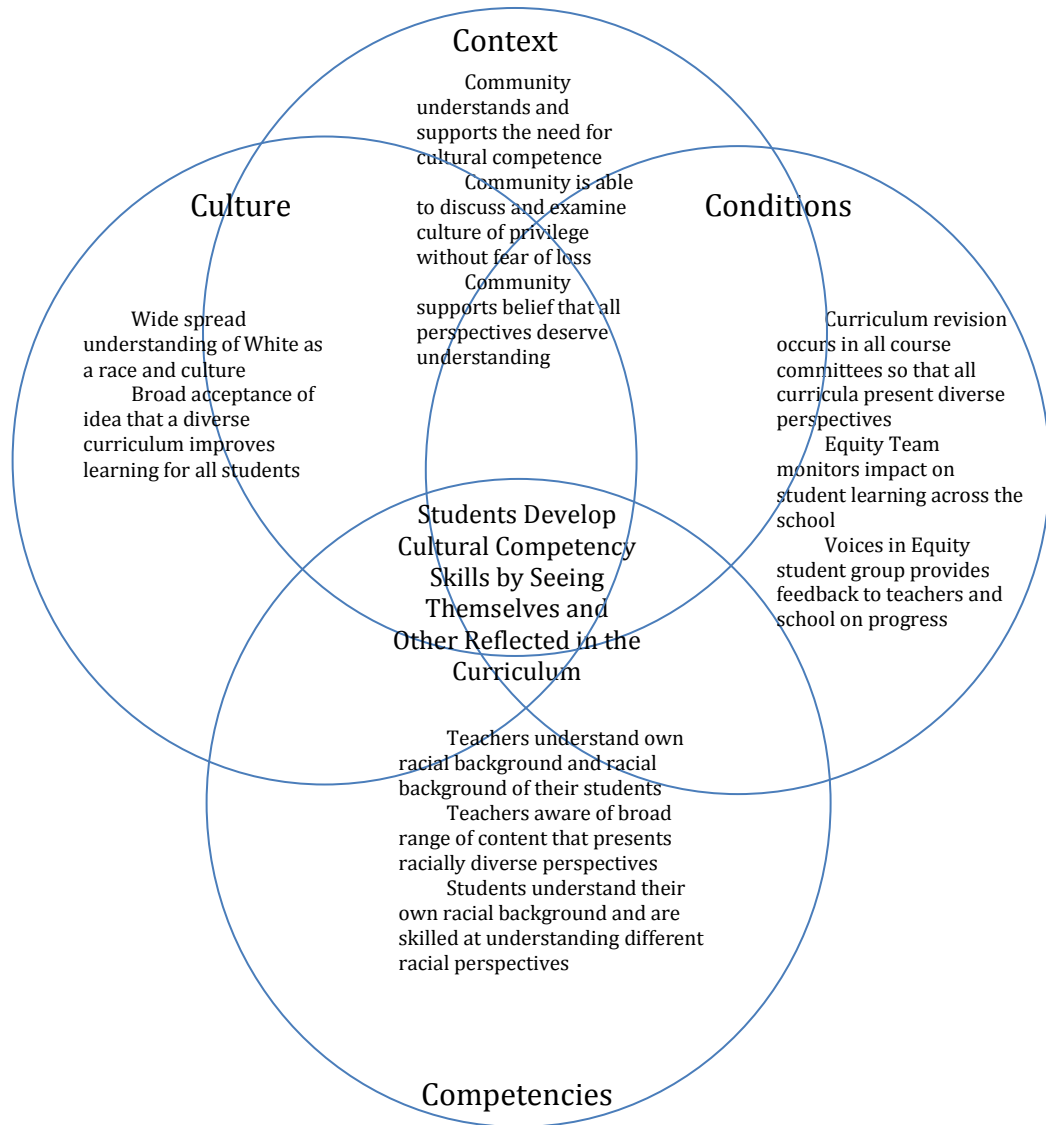 Context
Community
understands and
supports the need for
cultural competence
Community is able
to discuss and examine
culture of privilege
without fear of loss
Community
supports belief that all
perspectives deserve
understanding
Culture
Wide spread
understanding of White as
a race and culture
Broad acceptance of
idea that a diverse
curriculum improves
learning for all students
Conditions
Curriculum revision
occurs in all course
committees so that all
curricula present diverse
perspectives
Equity Team
monitors impact on
student learning across the
school
Voices in Equity
student group provides
feedback to teachers and
school on progress
Students Develop
Cultural Competency
Skills by Seeing
Themselves and
Other Reflected in the
Curriculum
Teachers understand own
racial background and racial
background of their students
Teachers aware of broad
range of content that presents
racially diverse perspectives
Students understand their
own racial background and are
skilled at understanding different
racial perspectives
Competencies